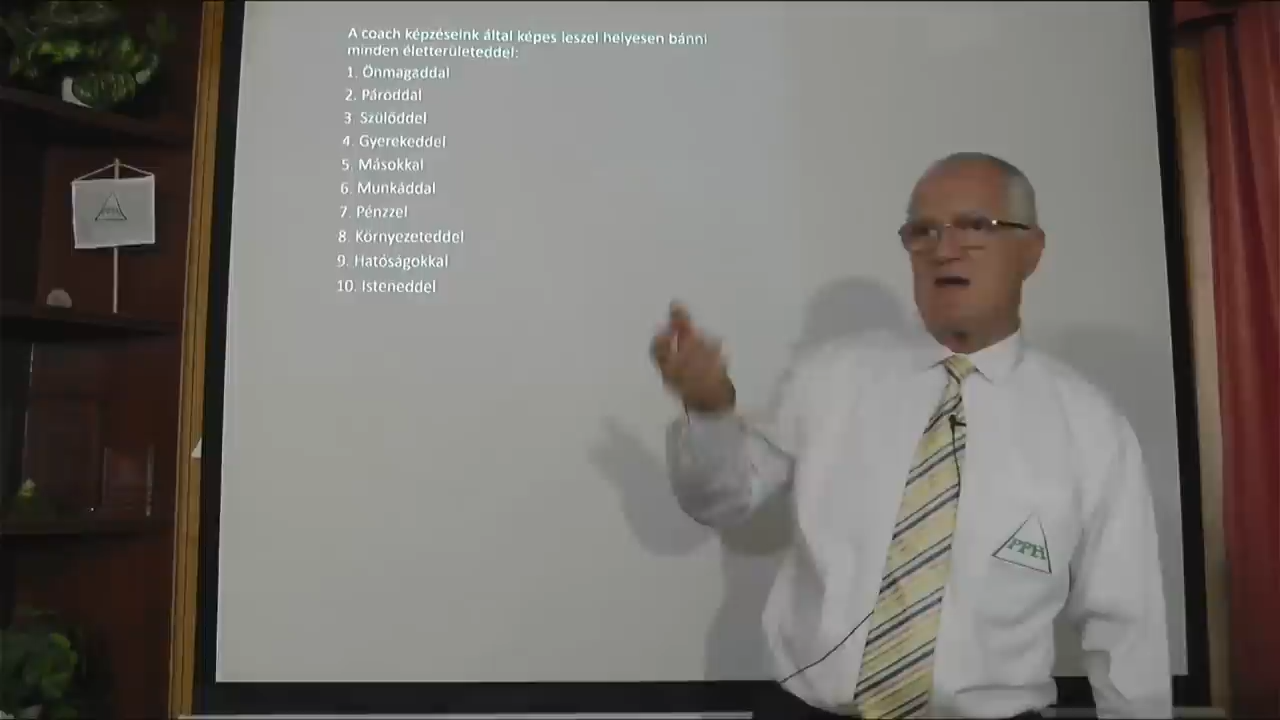 A coach képzéseink által képes leszel helyesen bánni
minden életterületeddel:
1. Önmagaddal
2. Pároddal
3 Szülőddel
4. Gyerekeddel
5. Másokkal
6. Munkáddal
7. Pénzzel
8. Környezeteddel
9. Hatóságokkal
10. Isteneddel
PPH
PPH